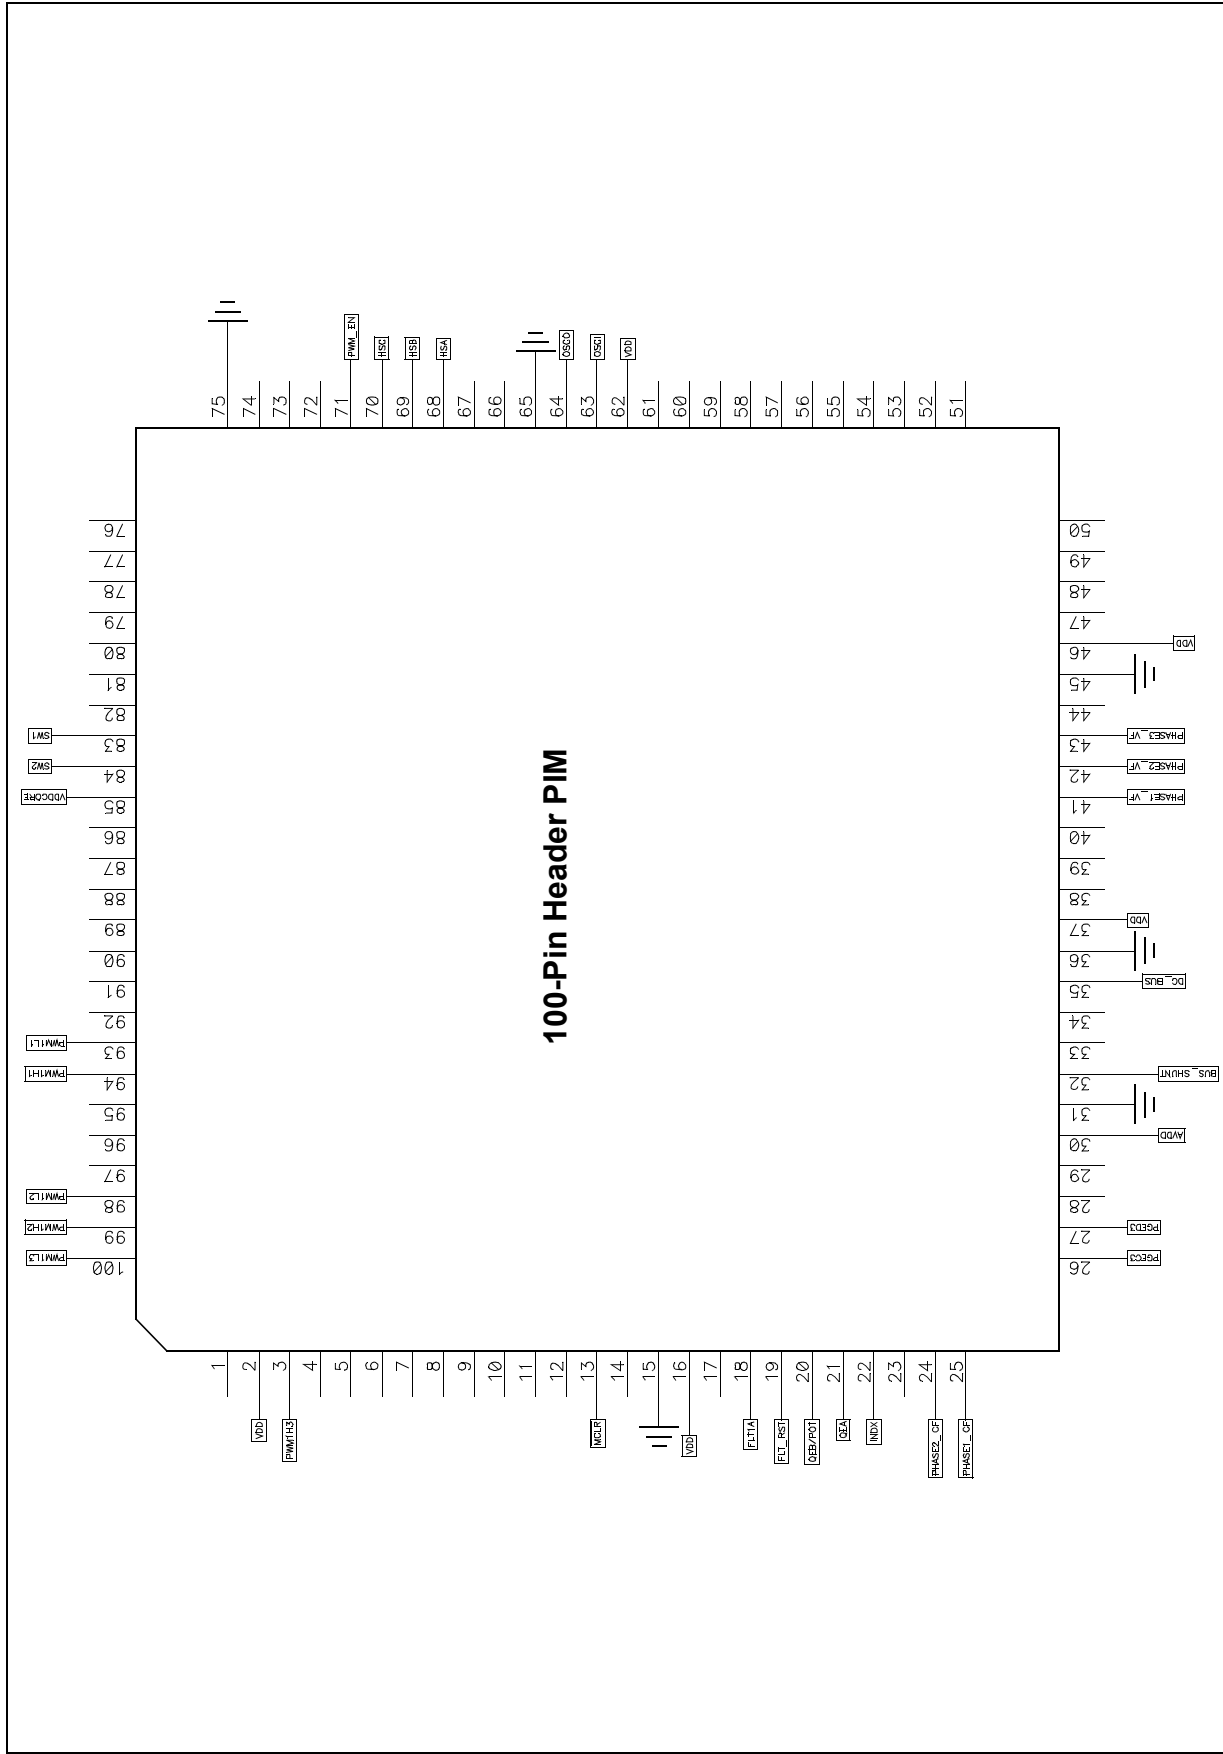 100-Pin Header PIM
1
2 VDD
3 PWM1H3
4
5
6
7
8
9
10
11
12
13 MCLR
14
15
16 VDD
17
18 FLT1A
19 FLT_RST
20 QEB/POT
21 QEA
22 INDX
23
24 PHASE2_CF
25 PHASE1_CF
26 PGEC3
27 PGED3
28
29
30 AVDD
31
32 BUS_SHUNT
33
34
35 DC_BUS
36
37 VDD
38
39
40
41 PHASE1_VF
42 PHASE2_VF
43 PHASE3_VF
44
45
46 VDD
47
48
49
50
51
52
53
54
55
56
57
58
59
60
61
62 VDD
63 OSCI
64 OSCO
65
66
67
68 HSA
69 HSB
70 HSC
71 PWM_EN
72
73
74
75
76
77
78
79
80
81
82
83 SW1
84 SW2
85 VDDCORE
86
87
88
89
90
91
92
93 PWM1L1
94 PWM1H1
95
96
97
98 PWM1L2
99 PWM1H2
100 PWM1L3